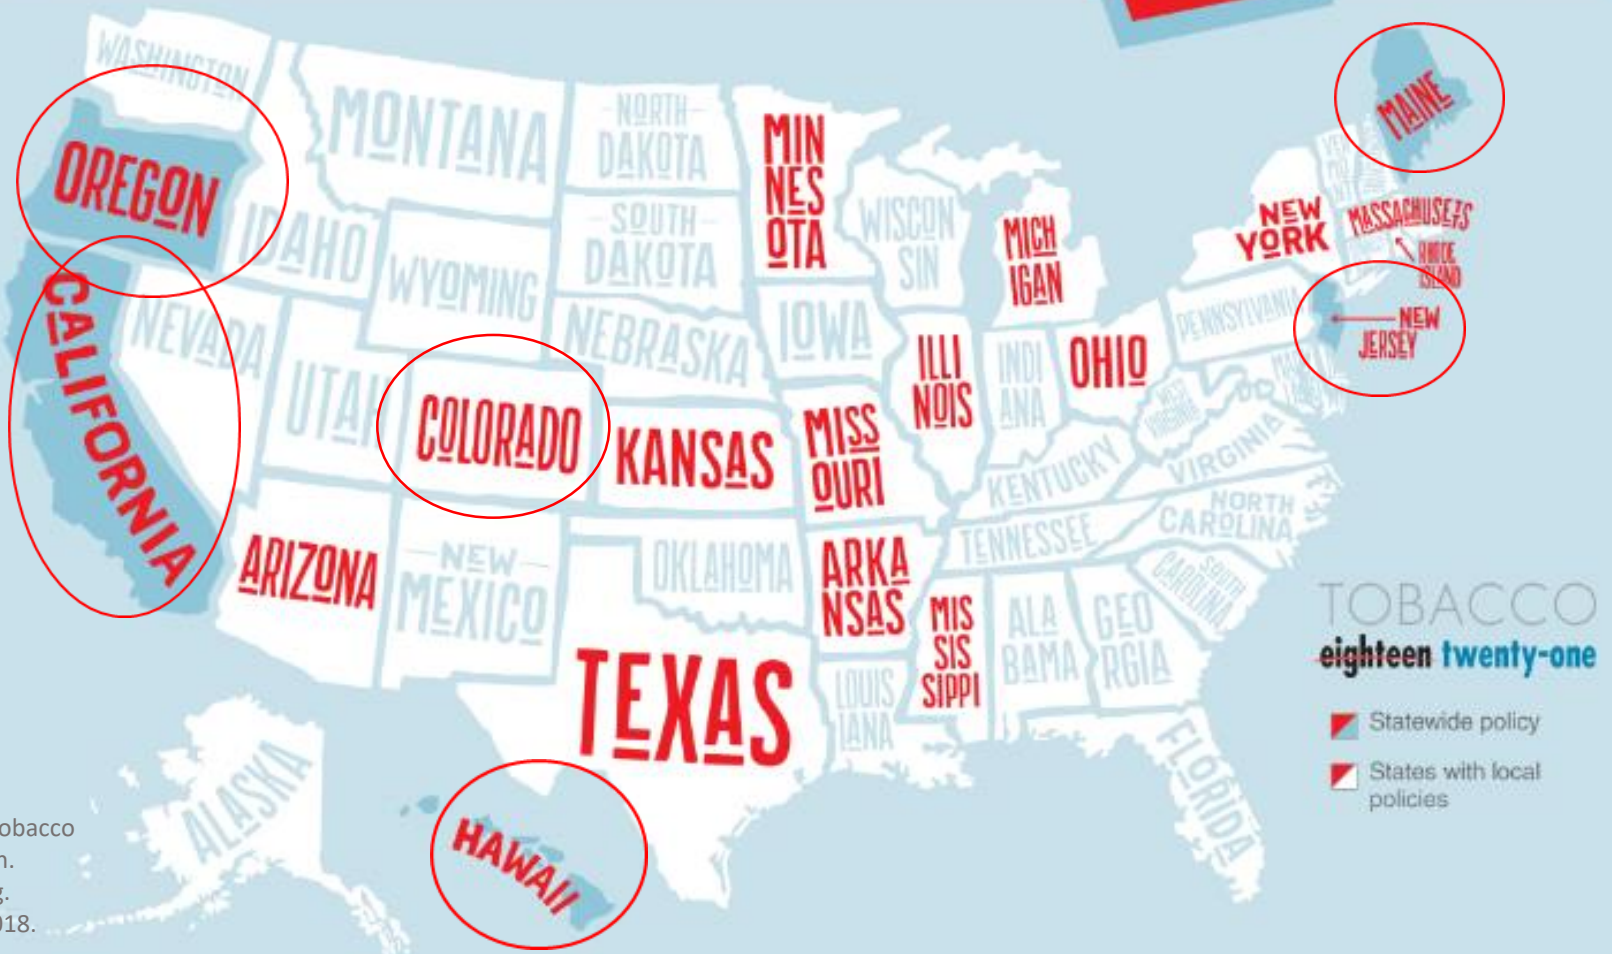 WASHINGTON
OREGON
CALIFORNIA
NEVADA
IDAHO
MONTANA
WYOMING
UTAH
COLORADO
ARIZONA
NEW
MEXICO
NORTH
DAKOTA
SOUTH
DAKOTA
NEBRASKA
KANSAS
OKLAHOMA
TEXAS
MIN
NES
OTA
IOWA
MISS
OURI
ARKA
NSAS
LOUIS
IANA
WISCON
SIN
ILLI
NOIS
MICH
IGAN
INDI
ANA
OHIO
KENTUCKY
TENNESSEE
MIS
SIS
SIPPI
ALA
BAMA
GEO
RGIA
FLORIDA
SOUTH
CAROLINA
NORTH
CAROLINA
VIRGINIA
WEST
VIRGINIA
PENNSYLVANIA
NEW
YORK
MAINE
MASSACHUSETS
RHODE
ISLAND
NEW
JERSEY
ALASKA
HAWAII
TOBACCO
eighteen twenty-one
Statewide policy
States with local
policies
obacco
n.
g.
018.